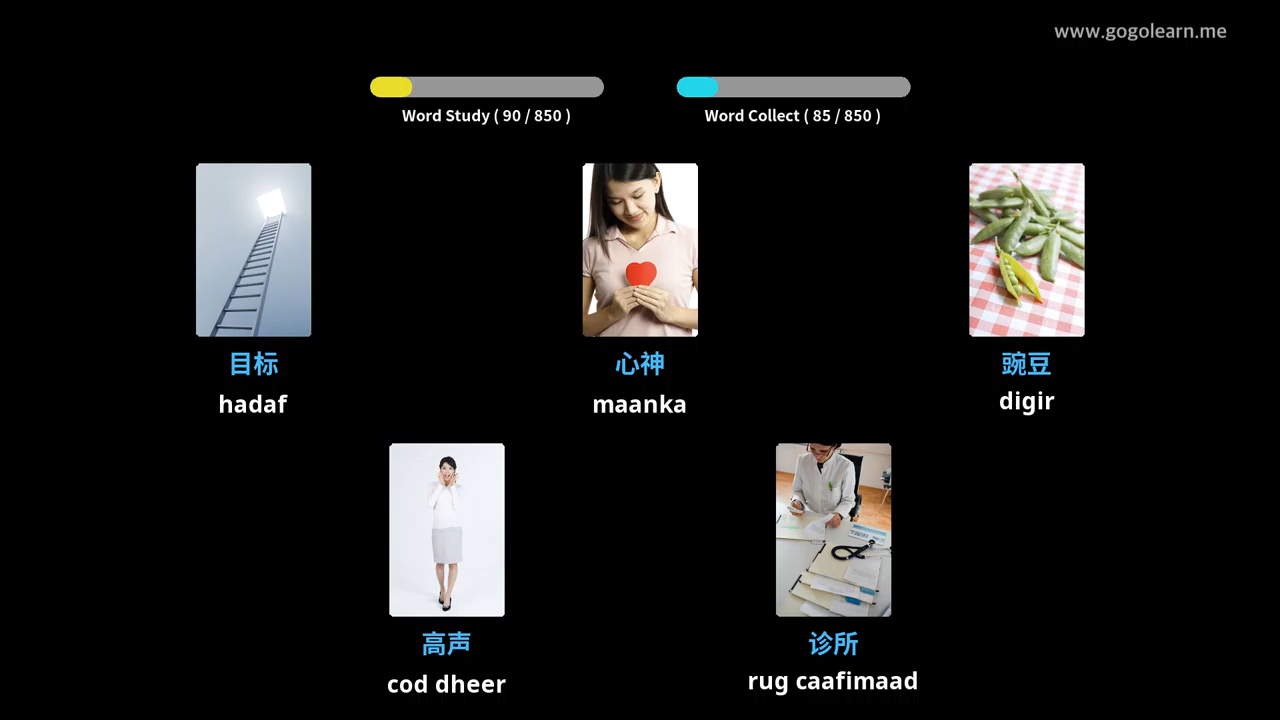 www.gogolearn.me
Word Study ( 90 / 850 )
Word Collect ( 85 / 850 )
目标
hadaf
心神
maanka
豌豆
digir
高声
cod dheer
诊所
rug caafimaad